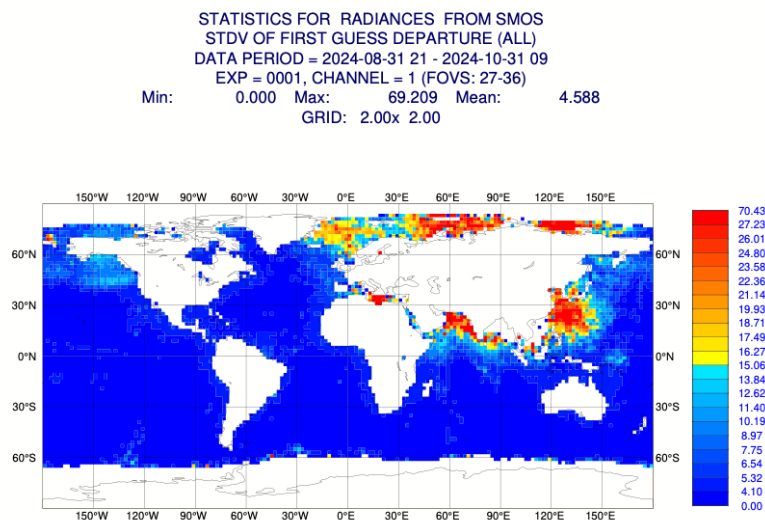 STATISTICS FOR RADIANCES FROM SMOS
STDV OF FIRST GUESS DEPARTURE (ALL)
DATA PERIOD = 2024-08-31 21 - 2024-10-31 09
EXP = 0001, CHANNEL = 1 (FOVS: 27-36)
Min: 0.000 Max: 69.209 Mean: 4.588
GRID: 2.00x 2.00
150°W 120°W 90°W 60°W 30°W 0°E 30°E 60°E 90°E 120°E 150°E
60°N 60°N
30°N 30°N
0°N 0°N
30°S 30°S
60°S 60°S
150°W 120°W 90°W 60°W 30°W 0°E 30°E 60°E 90°E 120°E 150°E
70.43
27.23
26.01
24.80
23.58
22.36
21.14
19.93
18.71
17.49
16.27
15.06
13.84
12.62
11.40
10.19
8.97
7.75
6.54
5.32
4.10
0.00